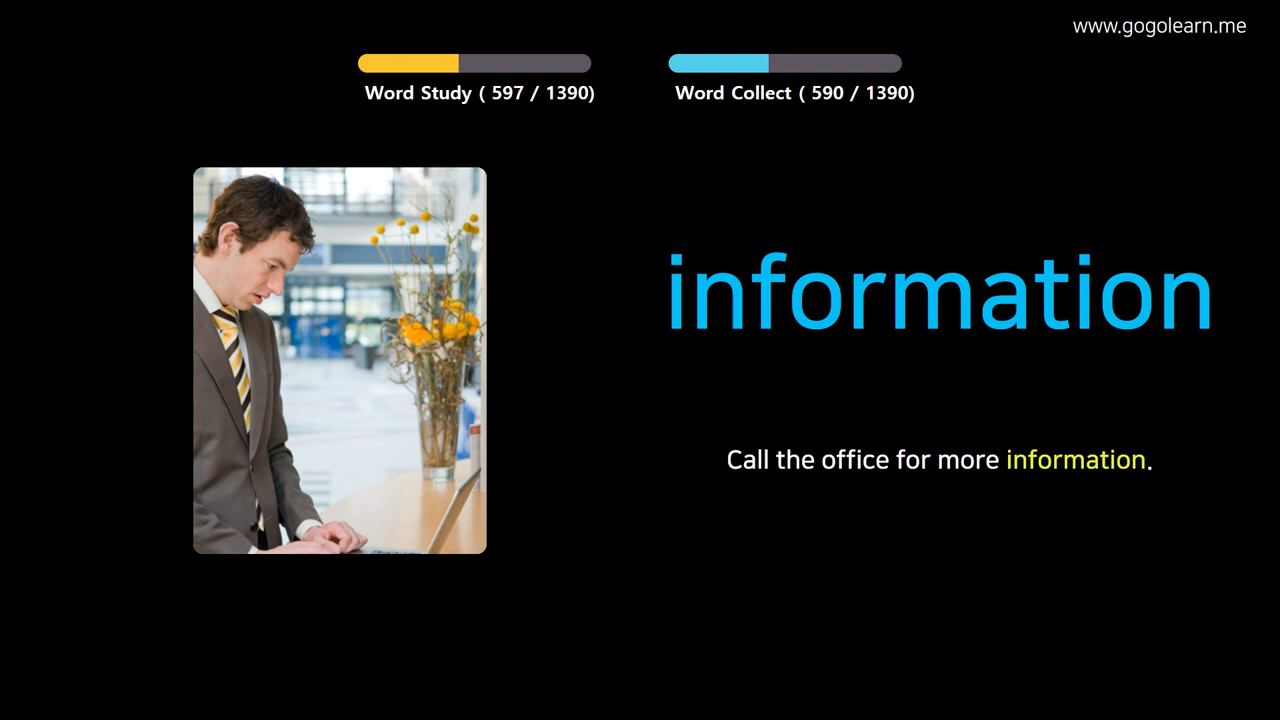 www.gogolearn.me
Word Study ( 597 / 1390)
Word Collect ( 590 / 1390)
information
Call the office for more information.